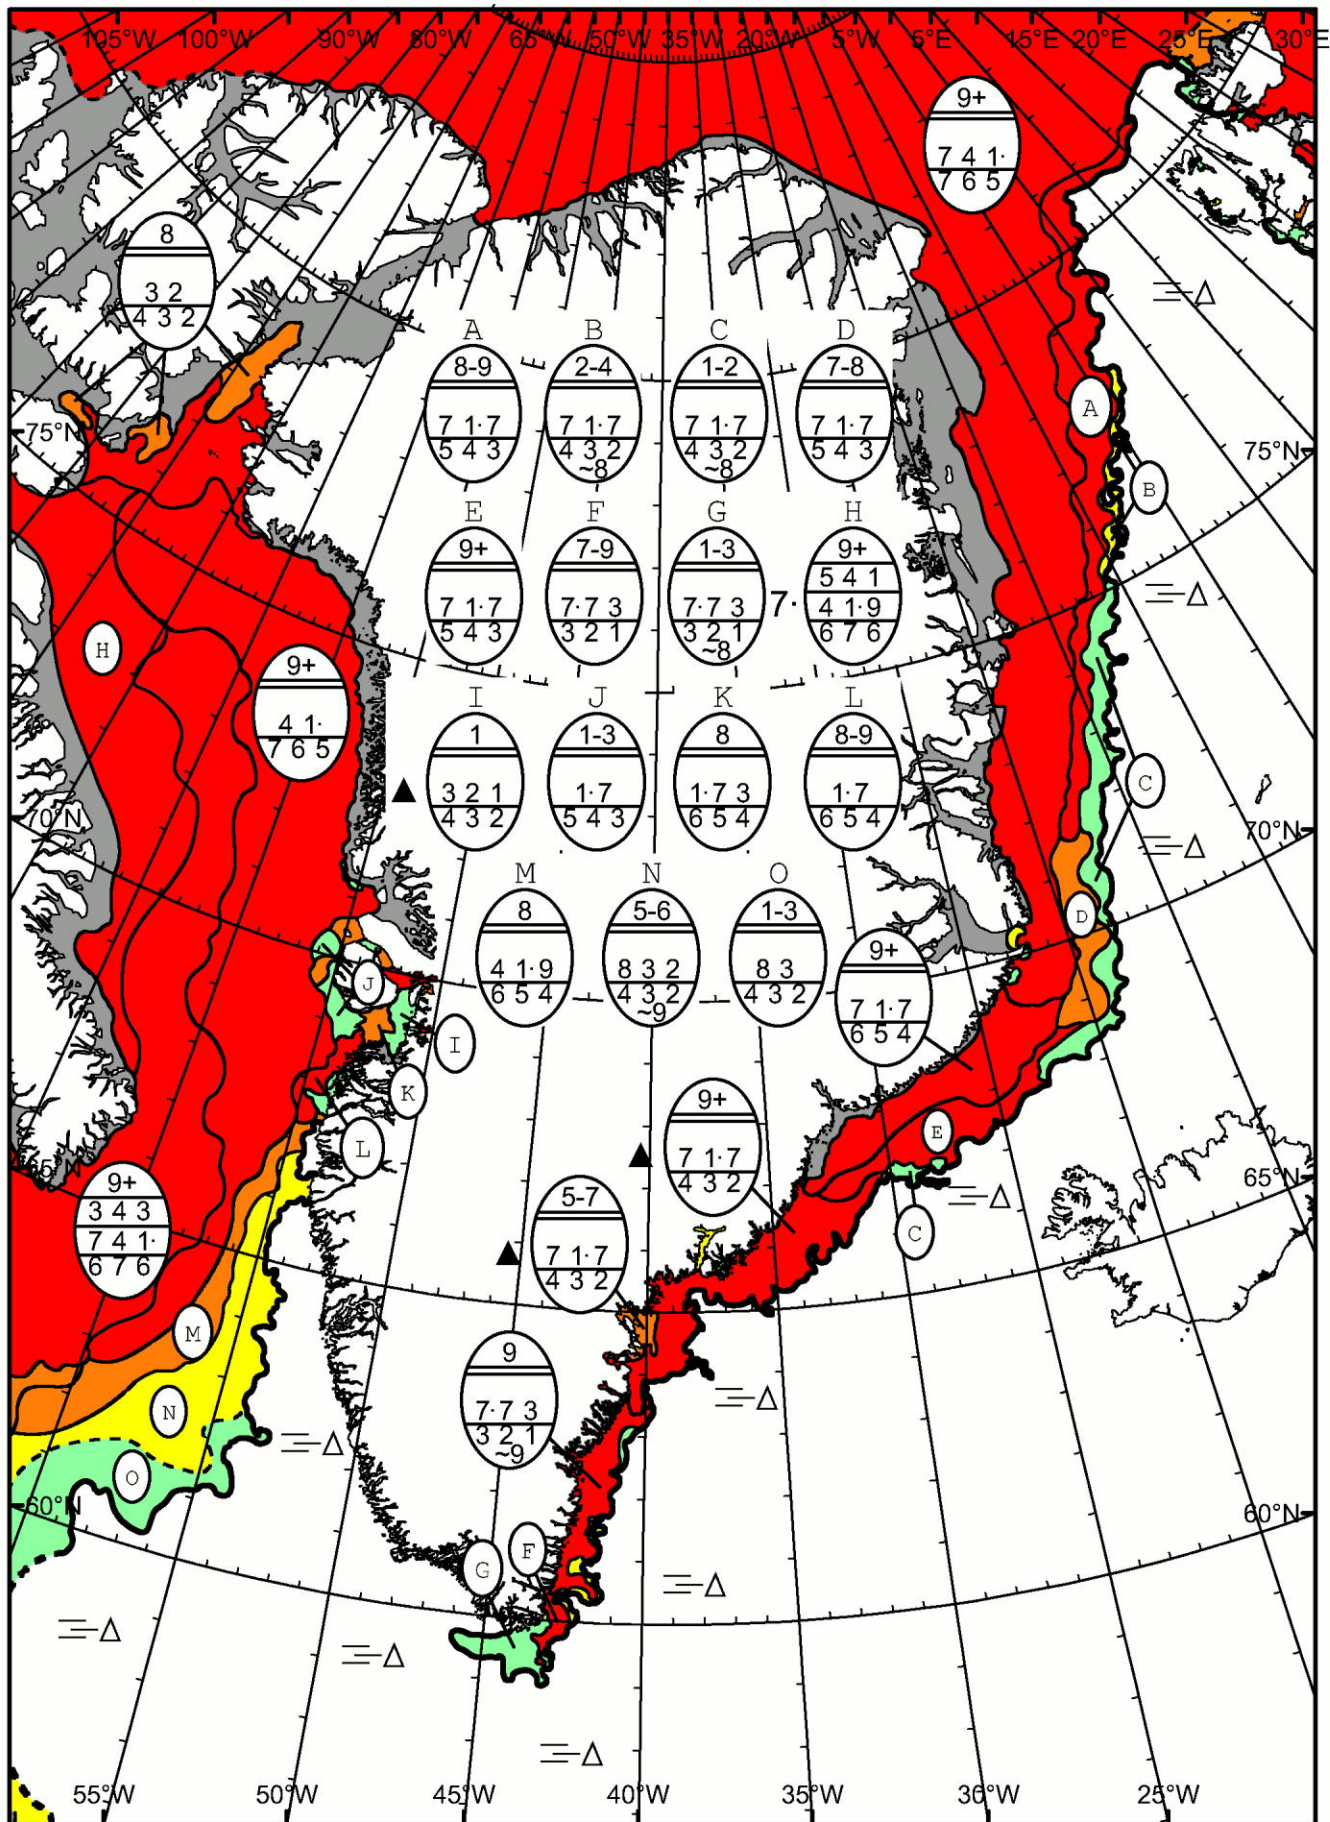 105°W 100°W 90°W 80°W 65°W 50°W 35°W 20°W 5°W 5°E 15°E 20°E 25°E 30°E
9+
7 4 1·
7 6 5
8
3 2
4 3 2
A B C D
8-9 2-4 1-2 7-8
7 1·7 7 1·7 7 1·7 7 1·7
5 4 3 4 3 2 4 3 2 5 4 3
~8 ~8
A
75°N
75°N
B
E F G H
9+ 7-9 1-3 9+
5 4 1
7 1·7 7·7 3 7·7 3 7· 4 1·9
5 4 3 3 2 1 3 2 1 6 7 6
~8
H
9+
4 1·
7 6 5
I J K L
1 1-3 8 8-9
3 2 1 1·7 1·7 3 1·7
4 3 2 5 4 3 6 5 4 6 5 4
C
70°N
70°N
M N O
8 5-6 1-3
4 1·9 8 3 2 8 3
6 5 4 4 3 2 4 3 2
~9
D
9+
7 1·7
6 5 4
J
I
K
L
E
9+
7 1·7
4 3 2
65°N
65°N
9+
3 4 3
7 4 1·
6 7 6
5-7
7 1·7
4 3 2
C
M
9
7·7 3
3 2 1
~9
N
O
60°N
60°N
F
G
55°W 50°W 45°W 40°W 35°W 30°W 25°W